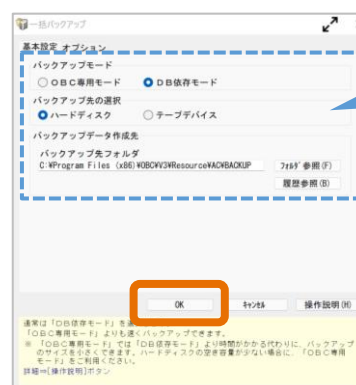 一括バックアップ
基本設定 オプション
バックアップモード
OBC専用モード DB依存モード
バックアップ先の選択
ハードディスク テープデバイス
バックアップデータ作成先
バックアップ先フォルダ
C:¥Program Files (x86)¥OBC¥V3¥Resource¥AC¥BACKUP フォルダ参照(F)
履歴参照(B)
OK キャンセル 操作説明(H)
通常は「DB依存モード」を選
「OBC専用モード」よりも速くバックアップできます。
※ 「OBC専用モード」では「DB依存モード」より時間がかかる代わりに、バックアップ
のサイズを小さくできます。ハードディスクの空き容量が少ない場合に、「OBC専用
モード」をご利用ください。
詳細⇒[操作説明]ボタン